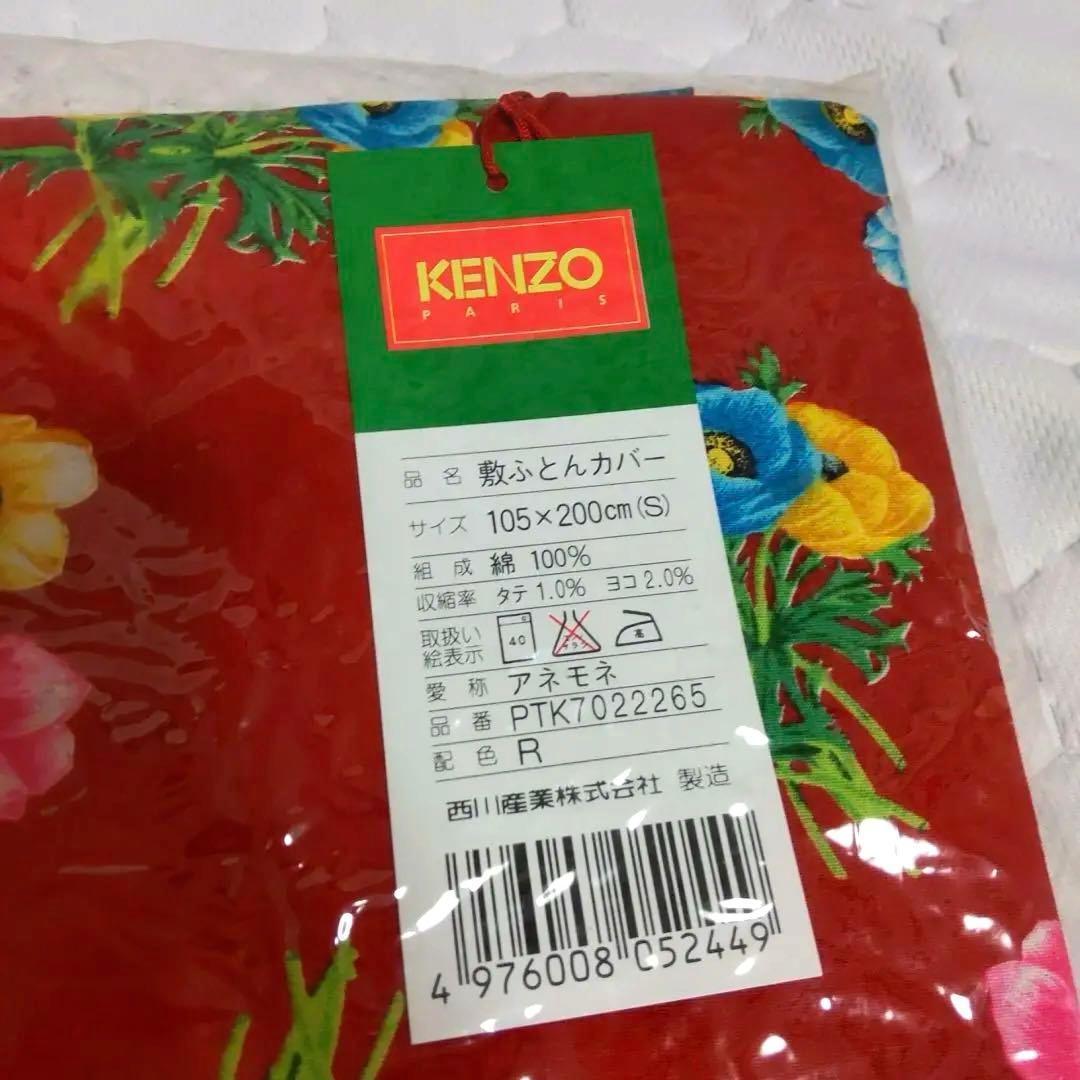 KENZO
PARIS
品名 敷ふとんカバー
サイズ 105×200cm(S)
組成 綿 100%
収縮率 タテ1.0% ヨコ2.0%
取扱い
絵表示 40 高
愛称 アネモネ
品番 PTK7022265
配色 R
西川産業株式会社 製造
4976008052449